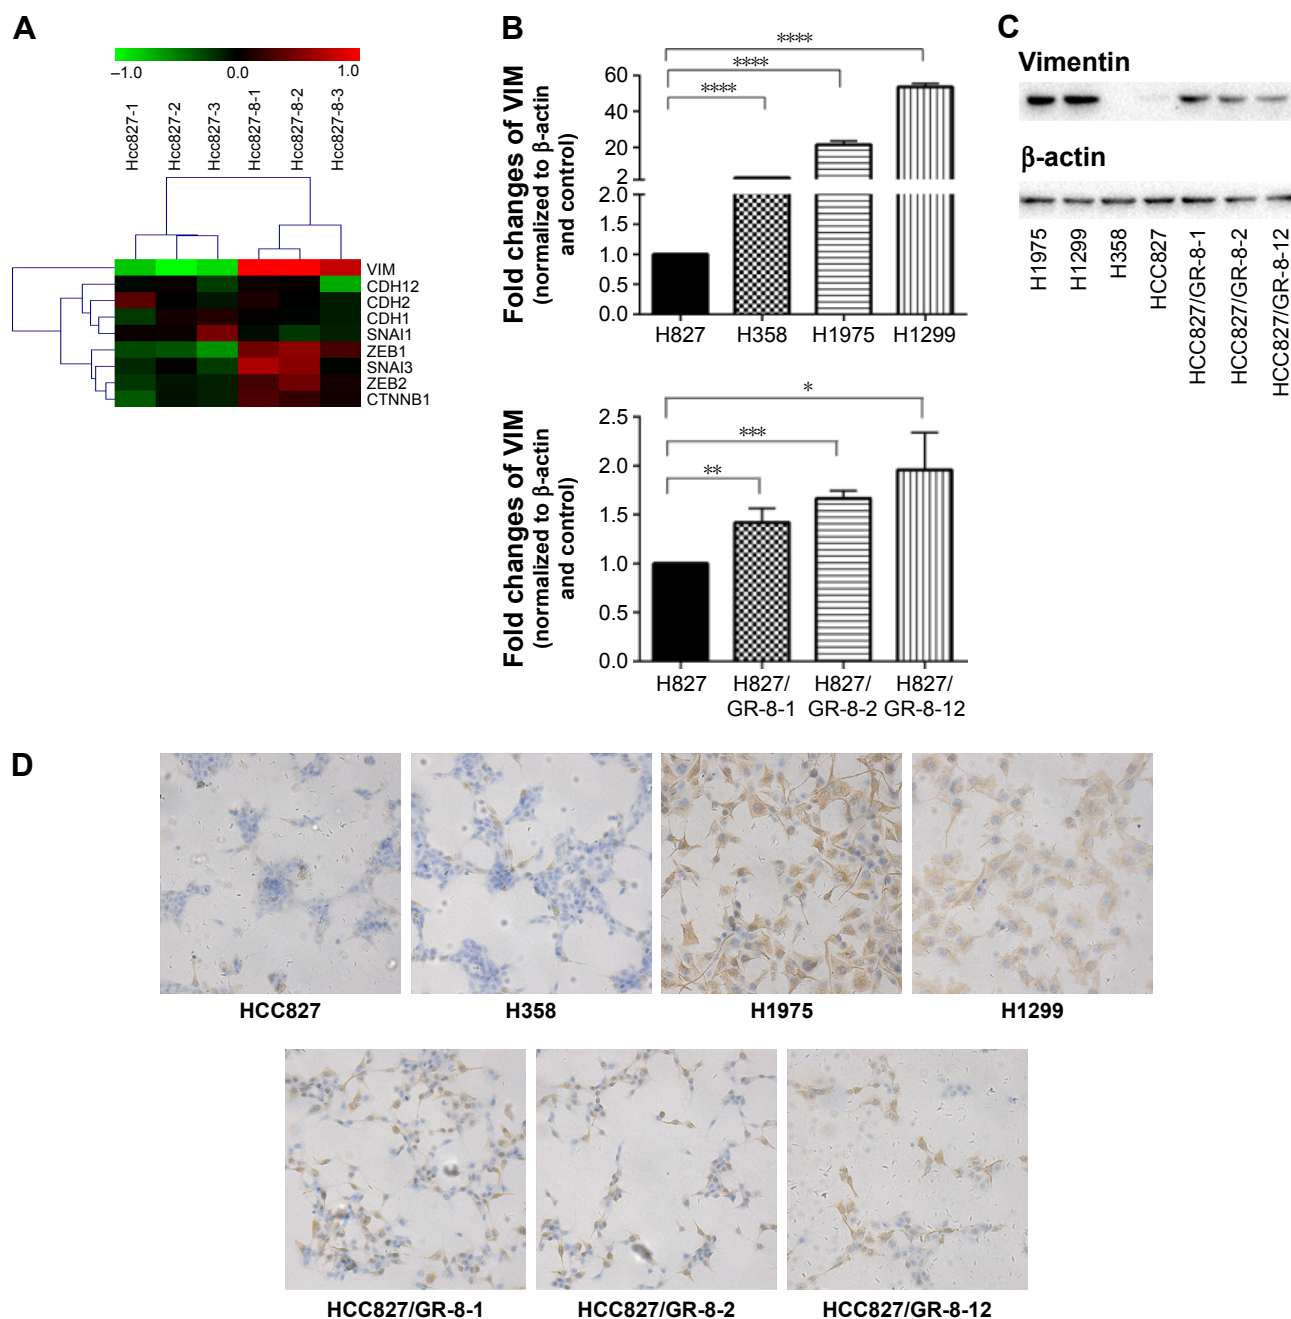 A
−1.0 0.0 1.0
Hcc827-1
Hcc827-2
Hcc827-3
Hcc827-8-1
Hcc827-8-2
Hcc827-8-3
VIM
CDH12
CDH2
CDH1
SNAI1
ZEB1
SNAI3
ZEB2
CTNNB1
B
Fold changes of VIM
(normalized to β-actin
and control)
60
40
20
2
2.0
1.5
1.0
0.5
0.0
****
****
****
H827 H358 H1975 H1299
Fold changes of VIM
(normalized to β-actin
and control)
2.5
2.0
1.5
1.0
0.5
0.0
*
***
**
H827 H827/ H827/ H827/
GR-8-1 GR-8-2 GR-8-12
C
Vimentin
β-actin
H1975
H1299
H358
HCC827
HCC827/GR-8-1
HCC827/GR-8-2
HCC827/GR-8-12
D
HCC827 H358 H1975 H1299
HCC827/GR-8-1 HCC827/GR-8-2 HCC827/GR-8-12